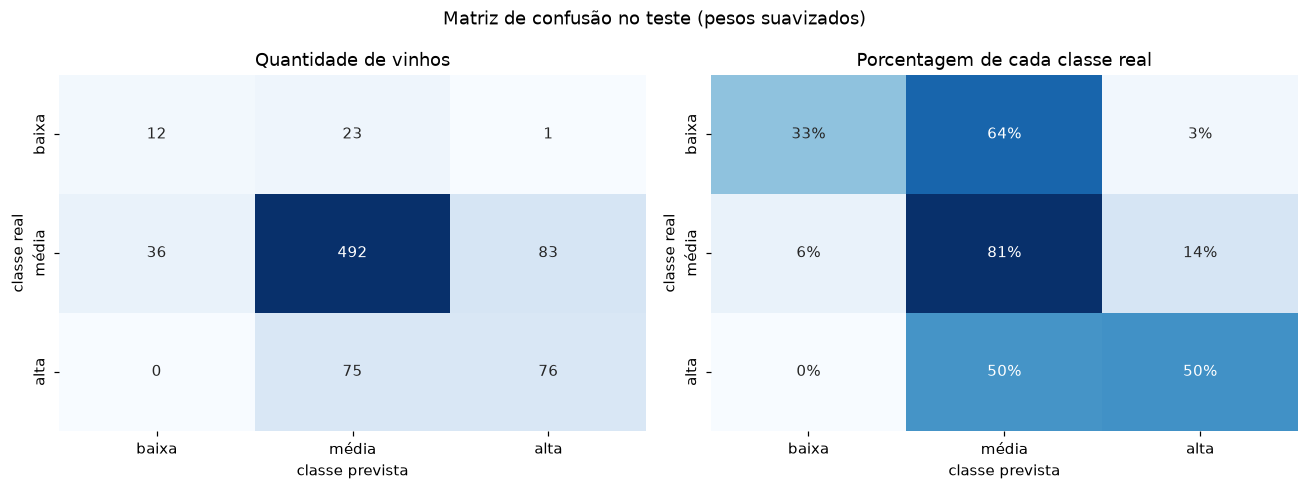 Matriz de confusão no teste (pesos suavizados)
Quantidade de vinhos
classe real
baixa
média
alta
12 23 1
36 492 83
0 75 76
baixa média alta
classe prevista
Porcentagem de cada classe real
classe real
baixa
média
alta
33% 64% 3%
6% 81% 14%
0% 50% 50%
baixa média alta
classe prevista